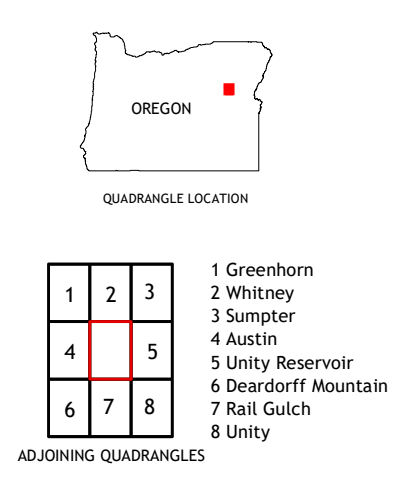 OREGON
QUADRANGLE LOCATION
1 2 3
4 5
6 7 8
ADJOINING QUADRANGLES
1 Greenhorn
2 Whitney
3 Sumpter
4 Austin
5 Unity Reservoir
6 Deardorff Mountain
7 Rail Gulch
8 Unity